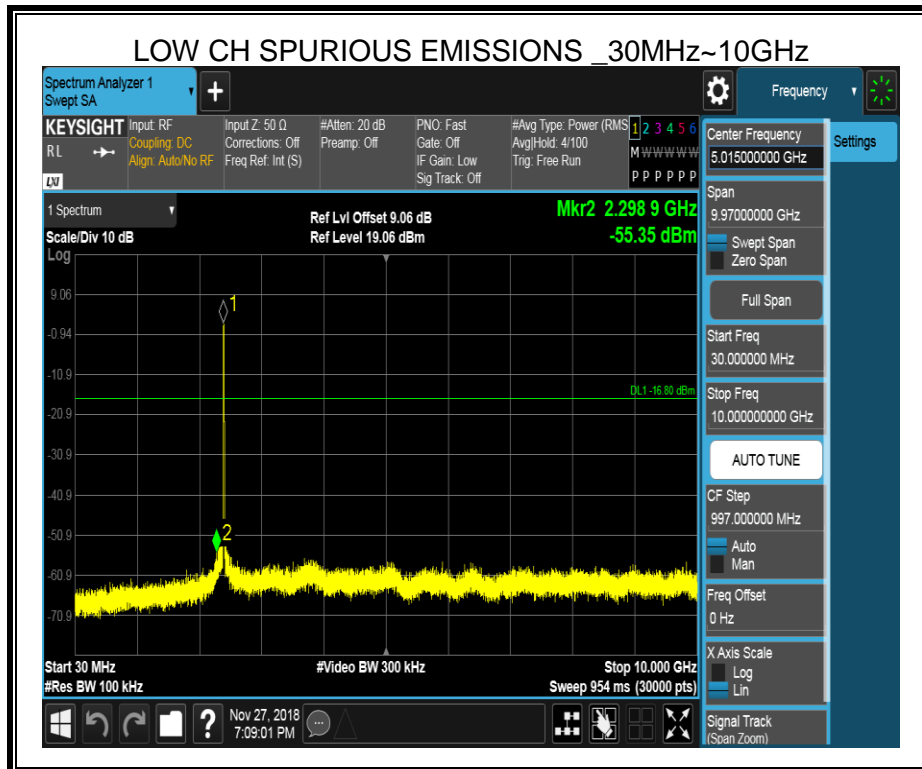 LOW CH SPURIOUS EMISSIONS _30MHz~10GHz
Spectrum Analyzer 1
Swept SA
+
Frequency
KEYSIGHT
RL
LXI
Input: RF
Coupling: DC
Align: Auto/No RF
Input Z: 50 Ω
Corrections: Off
Freq Ref: Int (S)
#Atten: 20 dB
Preamp: Off
PNO: Fast
Gate: Off
IF Gain: Low
Sig Track: Off
#Avg Type: Power (RMS
Avg|Hold: 4/100
Trig: Free Run
1 2 3 4 5 6
M W W W W W
P P P P P P
1 Spectrum
Scale/Div 10 dB
Ref Lvl Offset 9.06 dB
Ref Level 19.06 dBm
Mkr2 2.298 9 GHz
-55.35 dBm
Log
9.06
-0.94
-10.9
-20.9
-30.9
-40.9
-50.9
-60.9
-70.9
1
DL1 -16.80 dBm
2
Start 30 MHz
#Res BW 100 kHz
#Video BW 300 kHz
Stop 10.000 GHz
Sweep 954 ms (30000 pts)
?
Nov 27, 2018
7:09:01 PM
Center Frequency
5.015000000 GHz
Settings
Span
9.97000000 GHz
Swept Span
Zero Span
Full Span
Start Freq
30.000000 MHz
Stop Freq
10.000000000 GHz
AUTO TUNE
CF Step
997.000000 MHz
Auto
Man
Freq Offset
0 Hz
X Axis Scale
Log
Lin
Signal Track
(Span Zoom)